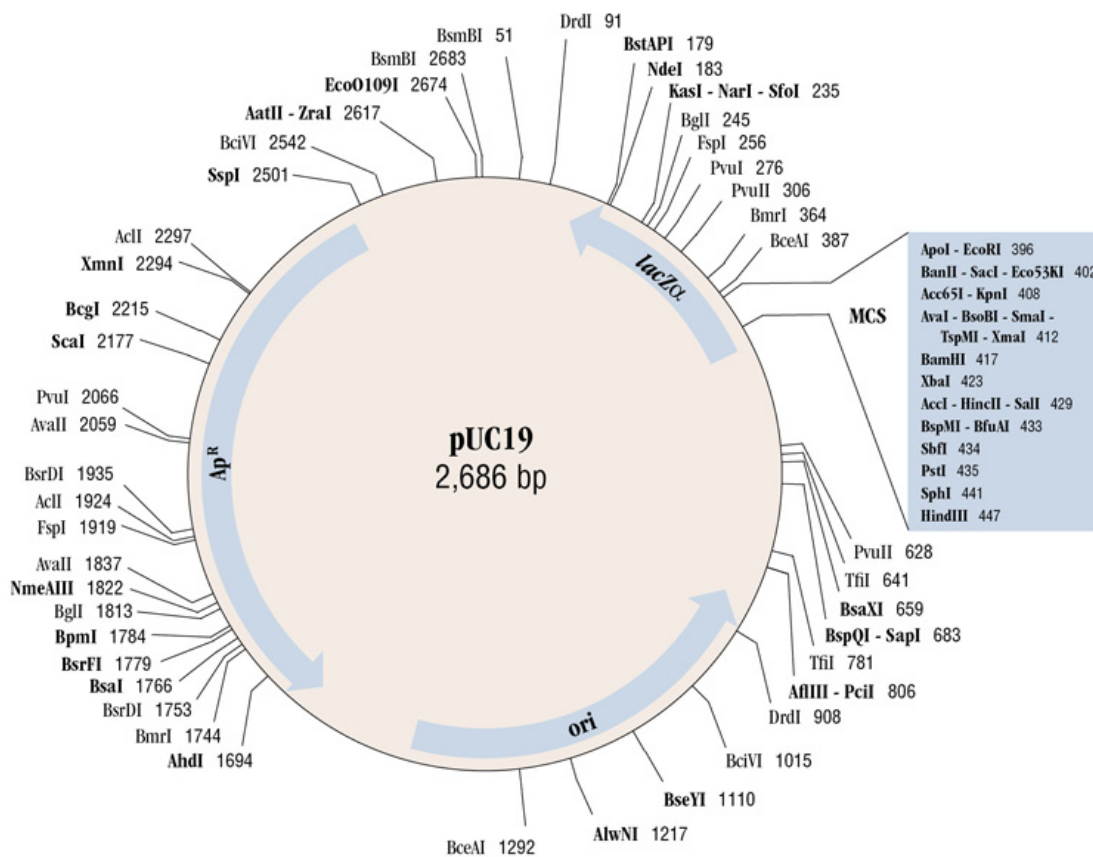 BsmBI 51
DrdI 91
BstAPI 179
NdeI 183
KasI - NarI - SfoI 235
BglI 245
FspI 256
PvuI 276
PvuII 306
BmrI 364
BceAI 387
MCS
ApoI - EcoRI 396
BanII - SacI - Eco53KI 402
Acc65I - KpnI 408
AvaI - BsoBI - SmaI -
TspMI - XmaI 412
BamHI 417
XbaI 423
AccI - HincII - SalI 429
BspMI - BfuAI 433
SbfI 434
PstI 435
SphI 441
HindIII 447
PvuII 628
TfiI 641
BsaXI 659
BspQI - SapI 683
TfiI 781
AflIII - PciI 806
DrdI 908
BciVI 1015
BseYI 1110
AlwNI 1217
BceAI 1292
AhdI 1694
BmrI 1744
BsrDI 1753
BsaI 1766
BsrFI 1779
BpmI 1784
BglI 1813
NmeAIII 1822
AvaII 1837
FspI 1919
AclI 1924
BsrDI 1935
AvaII 2059
PvuI 2066
ScaI 2177
BcgI 2215
XmnI 2294
AclI 2297
SspI 2501
BciVI 2542
AatII - ZraI 2617
EcoO109I 2674
BsmBI 2683
lacZα
ApR
ori
pUC19
2,686 bp